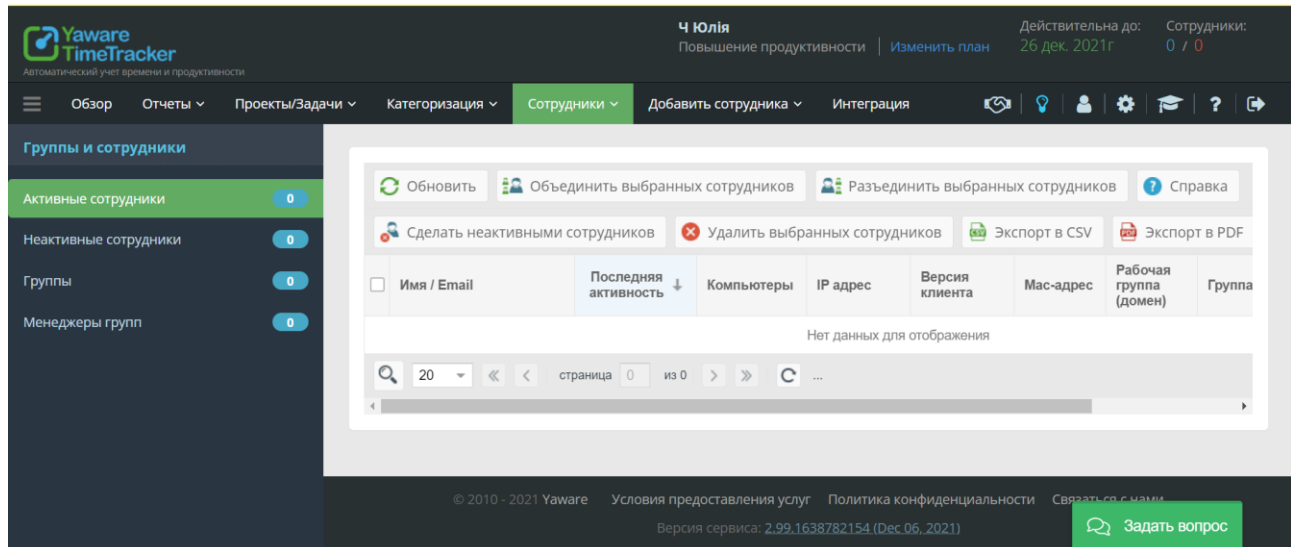 Yaware
TimeTracker
Автоматический учет времени и продуктивности
Ч Юлія
Повышение продуктивности | Изменить план
Действительна до:
26 дек. 2021г
Сотрудники:
0 / 0
Обзор Отчеты Проекты/Задачи Категоризация Сотрудники Добавить сотрудника Интеграция ?
Группы и сотрудники
Активные сотрудники 0
Неактивные сотрудники 0
Группы 0
Менеджеры групп 0
Обновить Объединить выбранных сотрудников Разъединить выбранных сотрудников ? Справка
Сделать неактивными сотрудников Удалить выбранных сотрудников CSV Экспорт в CSV PDF Экспорт в PDF
Имя / Email
Последняя
активность
Компьютеры
IP адрес
Версия
клиента
Мас-адрес
Рабочая
группа
(домен)
Группа
Нет данных для отображения
20 страница 0 из 0 ...
© 2010 - 2021 Yaware Условия предоставления услуг Политика конфиденциальности Связаться с нами
Версия сервиса: 2.99.1638782154 (Dec 06, 2021)
Задать вопрос